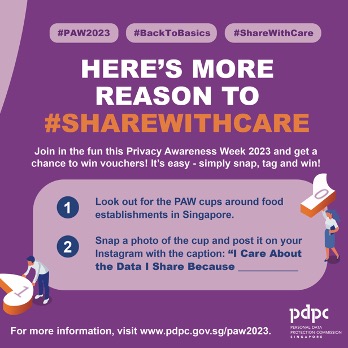 #PAW2023 #BackToBasics #ShareWithCare
HERE'S MORE
REASON TO
#SHAREWITHCARE
Join in the fun this Privacy Awareness Week 2023 and get a
chance to win vouchers! It's easy - simply snap, tag and win!
1 Look out for the PAW cups around food
establishments in Singapore.
2 Snap a photo of the cup and post it on your
Instagram with the caption: "I Care About
the Data I Share Because __________
1
0
pdpc
PERSONAL DATA
PROTECTION COMMISSION
SINGAPORE
For more information, visit www.pdpc.gov.sg/paw2023.